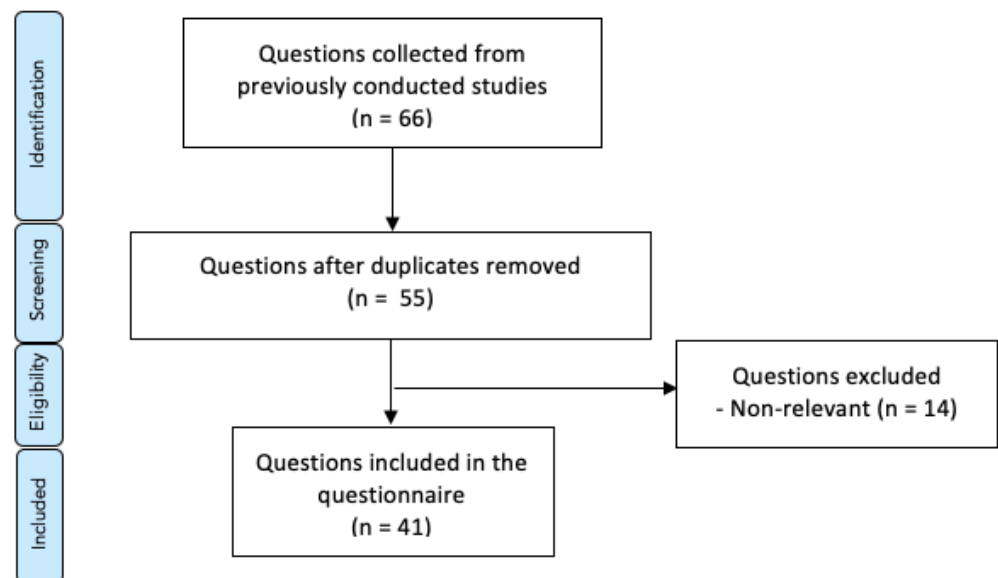 Identification
Questions collected from
previously conducted studies
(n = 66)
Screening
Questions after duplicates removed
(n = 55)
Eligibility
Questions excluded
- Non-relevant (n = 14)
Included
Questions included in the
questionnaire
(n = 41)